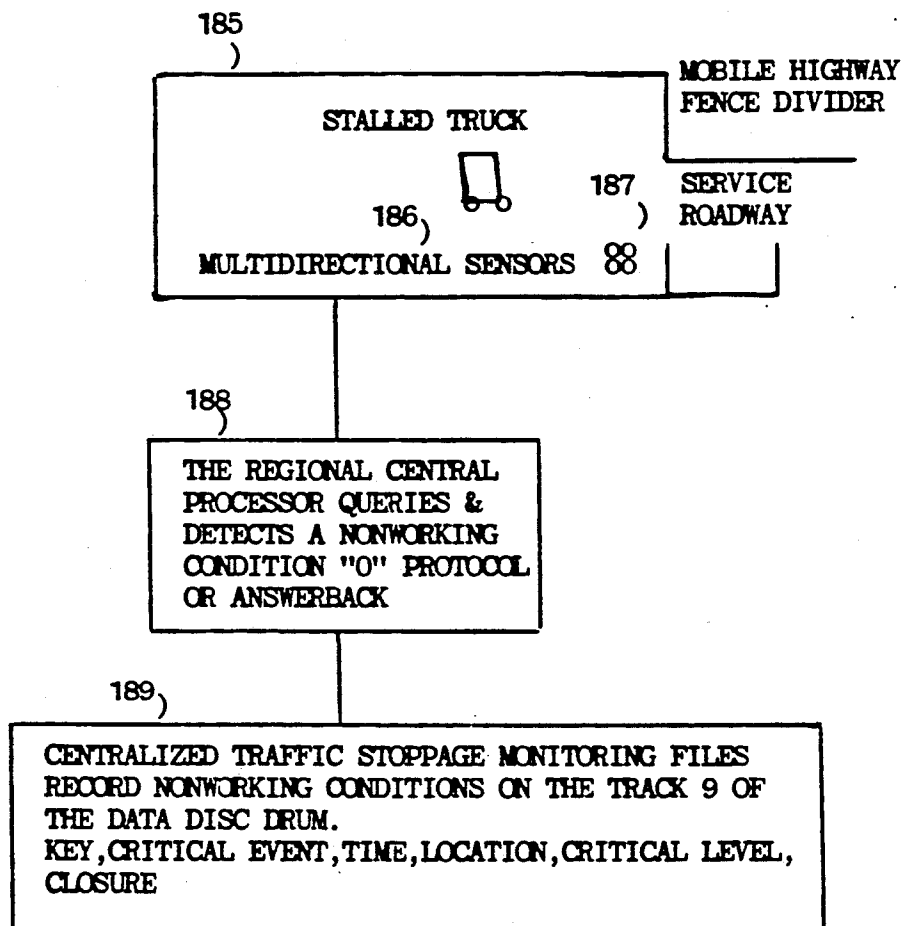 185
MOBILE HIGHWAY
FENCE DIVIDER
STALLED TRUCK
187
SERVICE
ROADWAY
186
MULTIDIRECTIONAL SENSORS
188
THE REGIONAL CENTRAL
PROCESSOR QUERIES &
DETECTS A NONWORKING
CONDITION "0" PROTOCOL
OR ANSWERBACK
189
CENTRALIZED TRAFFIC STOPPAGE MONITORING FILES
RECORD NONWORKING CONDITIONS ON THE TRACK 9 OF
THE DATA DISC DRUM.
KEY,CRITICAL EVENT,TIME,LOCATION,CRITICAL LEVEL,
CLOSURE